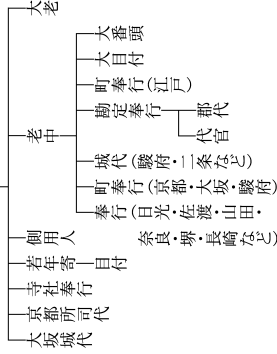 大老
老中
大番頭
大目付
町奉行(江戸)
勘定奉行
郡代
代官
城代(駿府・二条など)
町奉行(京都・大坂・駿府)
奉行(日光・佐渡・山田・
奈良・堺・長崎など)
側用人
若年寄
目付
寺社奉行
京都所司代
大坂城代